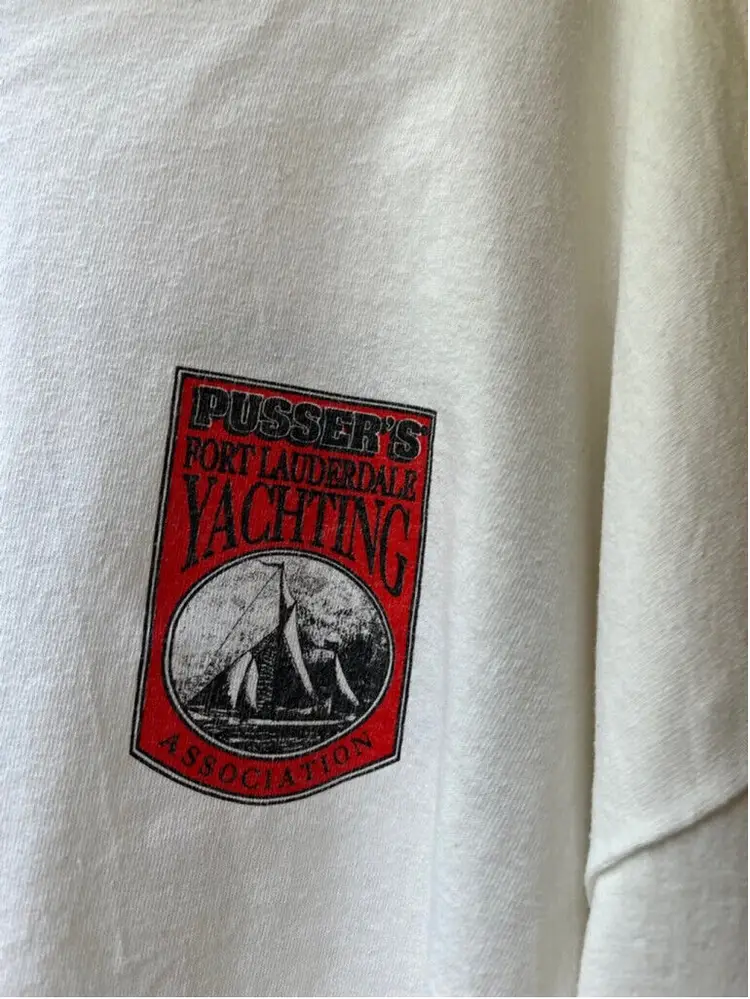 PUSSER'S
FORT LAUDERDALE
YACHTING
ASSOCIATION